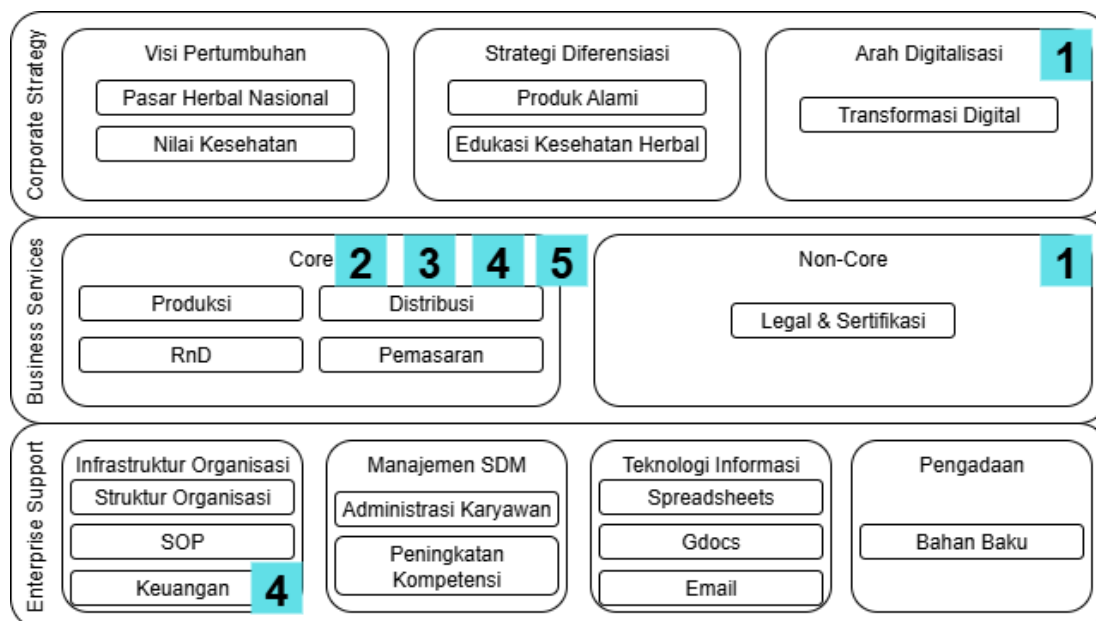 Corporate Strategy
Visi Pertumbuhan
Pasar Herbal Nasional
Nilai Kesehatan
Strategi Diferensiasi
Produk Alami
Edukasi Kesehatan Herbal
Arah Digitalisasi
1
Transformasi Digital
Business Services
Core
2
3
4
5
Produksi
Distribusi
RnD
Pemasaran
Non-Core
1
Legal & Sertifikasi
Enterprise Support
Infrastruktur Organisasi
Struktur Organisasi
SOP
Keuangan
4
Manajemen SDM
Administrasi Karyawan
Peningkatan
Kompetensi
Teknologi Informasi
Spreadsheets
Gdocs
Email
Pengadaan
Bahan Baku